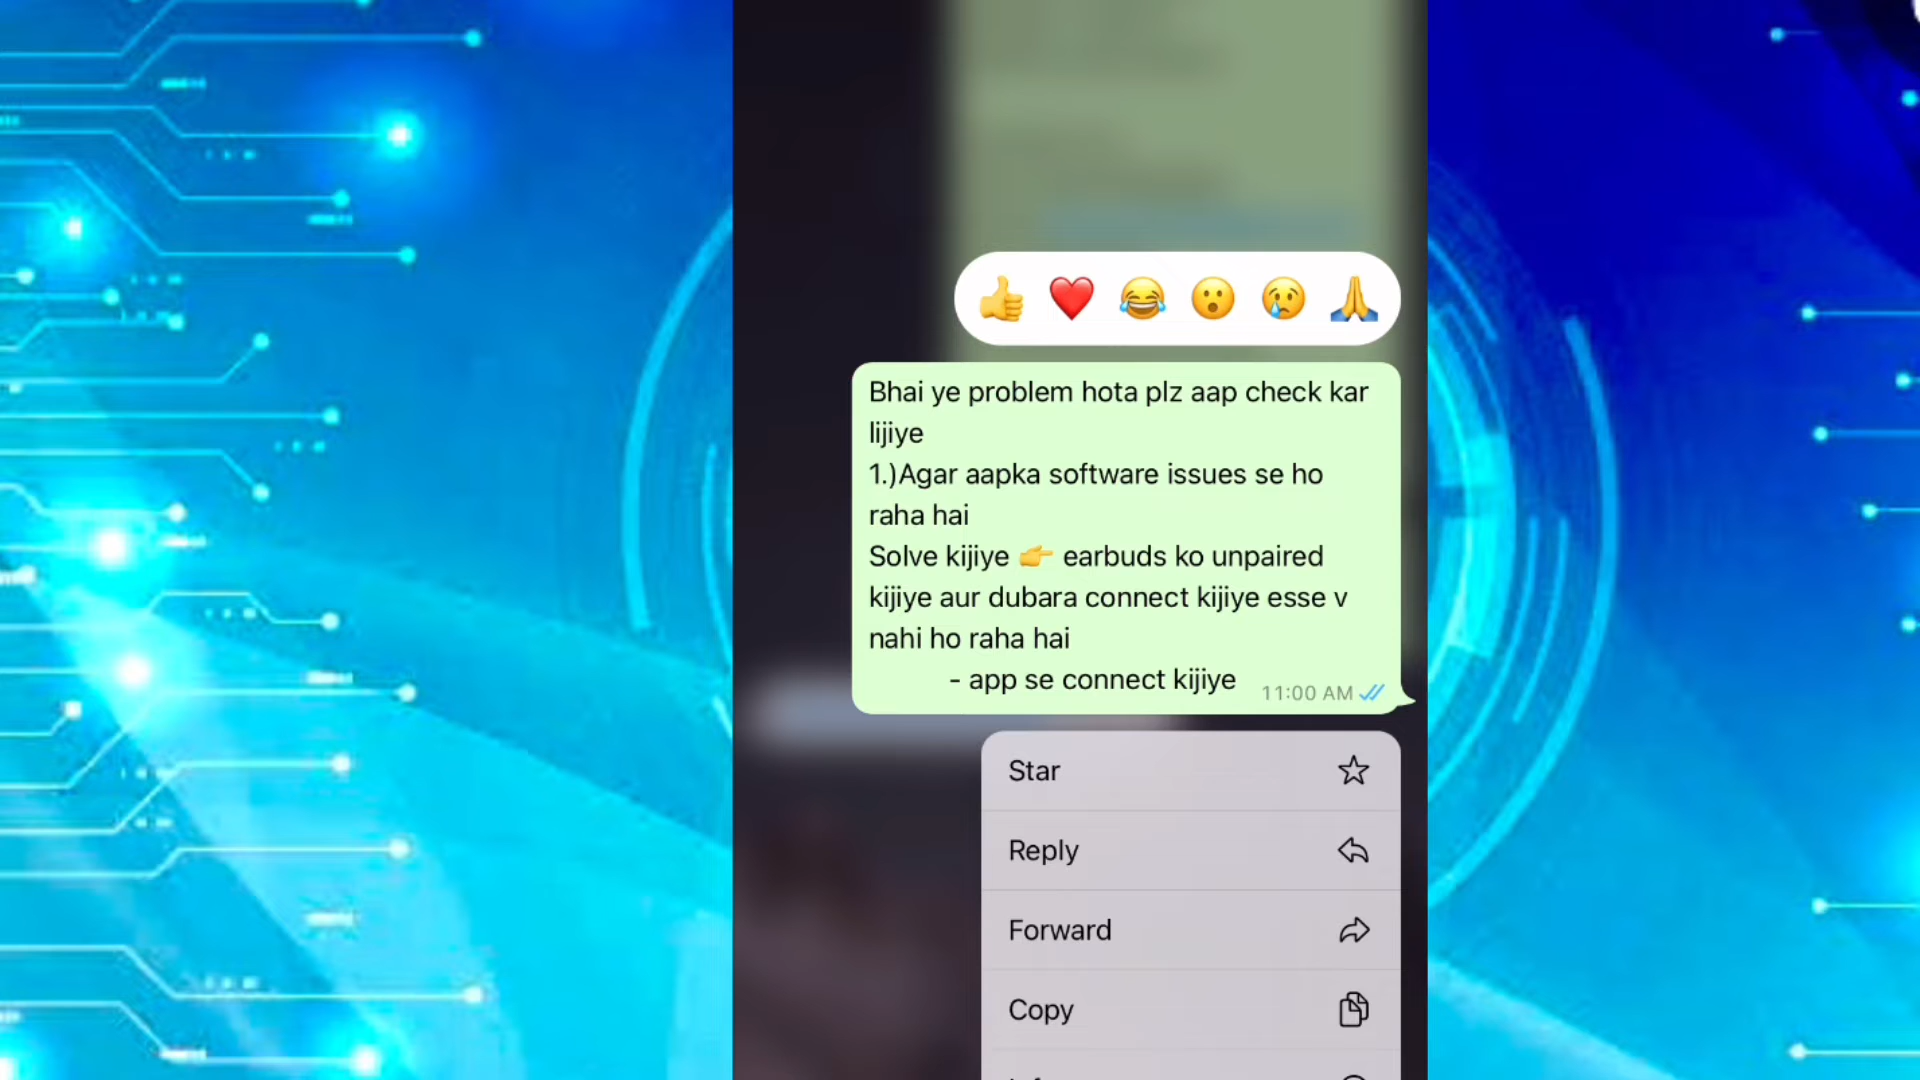 Bhai ye problem hota plz aap check kar
lijiye
1.)Agar aapka software issues se ho
raha hai
Solve kijiye 👉 earbuds ko unpaired
kijiye aur dubara connect kijiye esse v
nahi ho raha hai
- app se connect kijiye
11:00 AM
Star
Reply
Forward
Copy